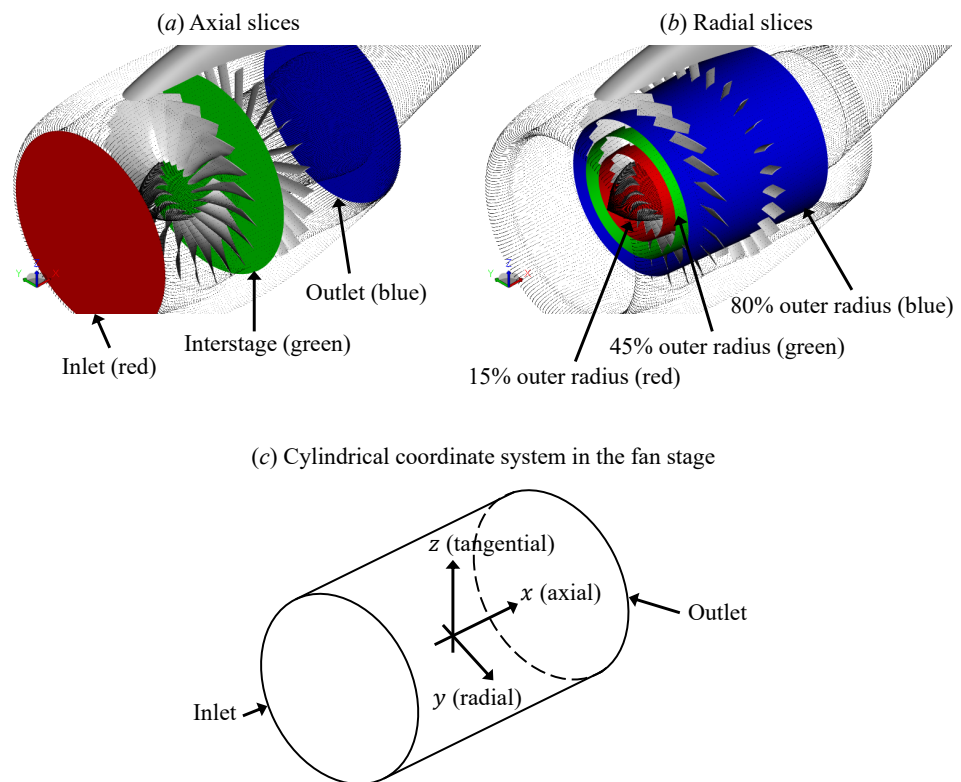 (a) Axial slices
(b) Radial slices
Y Z X
Outlet (blue)
Interstage (green)
Inlet (red)
Y Z X
80% outer radius (blue)
45% outer radius (green)
15% outer radius (red)
(c) Cylindrical coordinate system in the fan stage
z (tangential)
x (axial)
Outlet
y (radial)
Inlet